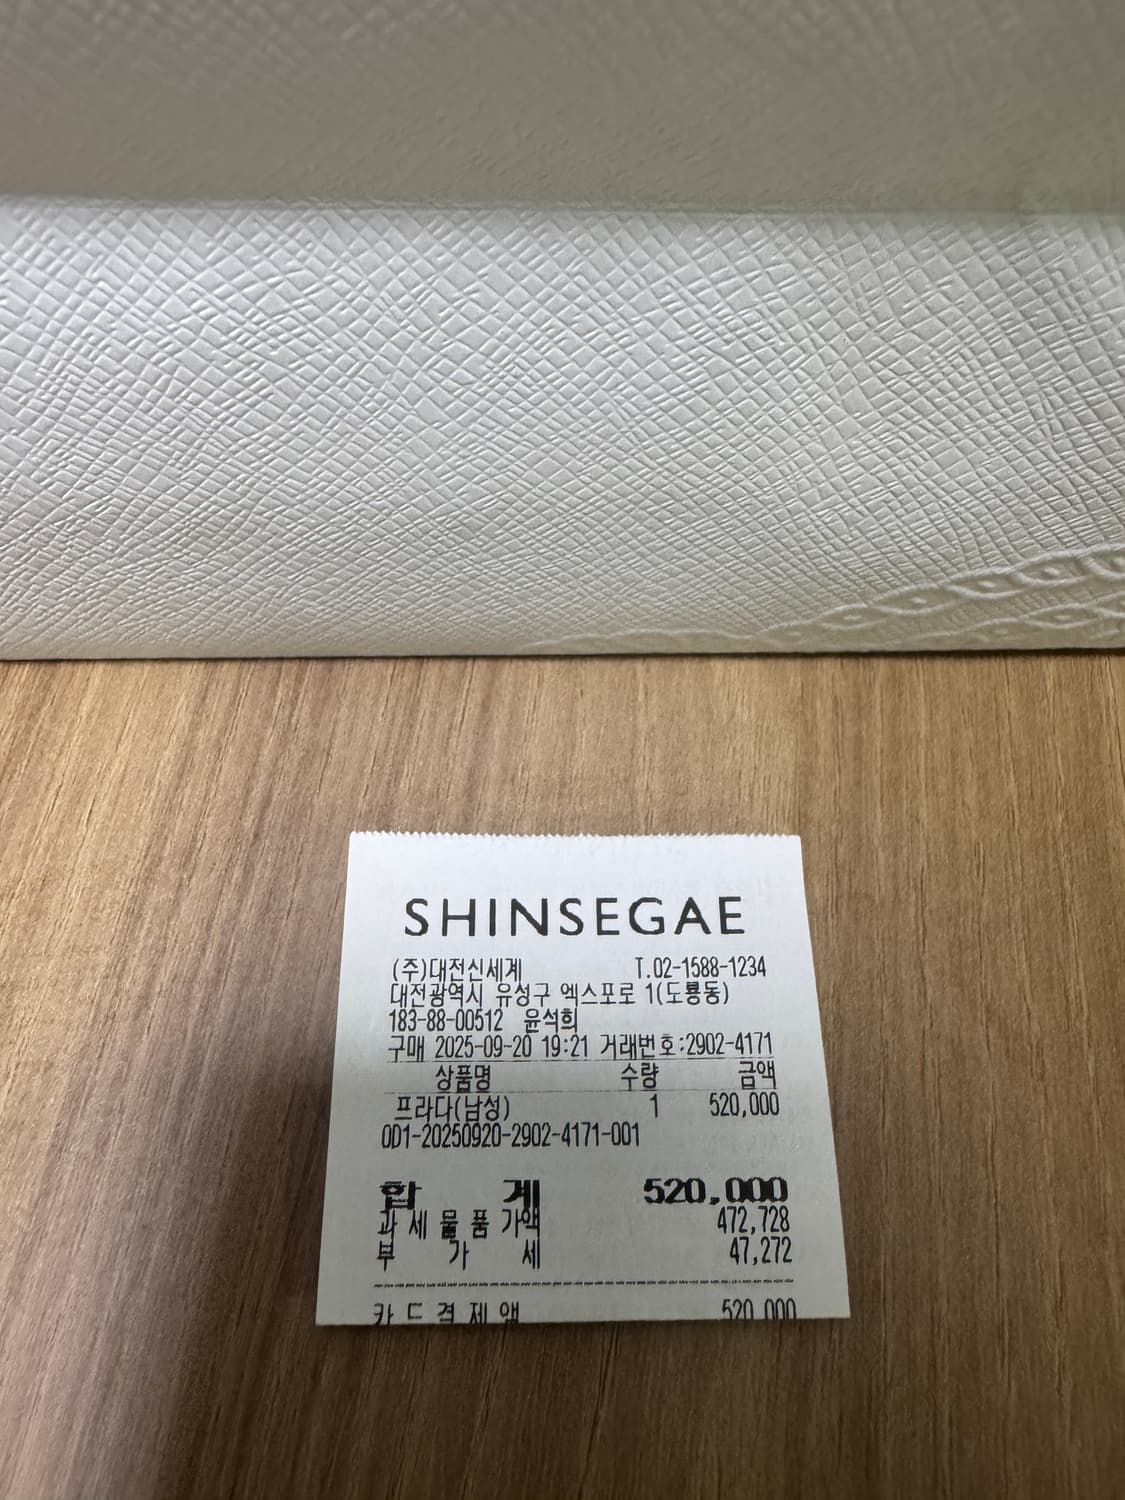 SHINSEGAE
(주)대전신세계 T.02-1588-1234
대전광역시 유성구 엑스포로 1(도룡동)
183-88-00512 윤석희
구매 2025-09-20 19:21 거래번호:2902-4171
상품명 수량 금액
프라다(남성) 1 520,000
0D1-20250920-2902-4171-001
합 계 520,000
과 세 물 품 가액 472,728
부 가 세 47,272
카 드 결 제 액 520,000